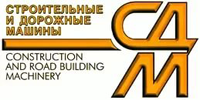 СТРОИТЕЛЬНЫЕ
И ДОРОЖНЫЕ
МАШИНЫ
СДМ
CONSTRUCTION
AND ROAD BUILDING
MACHINERY